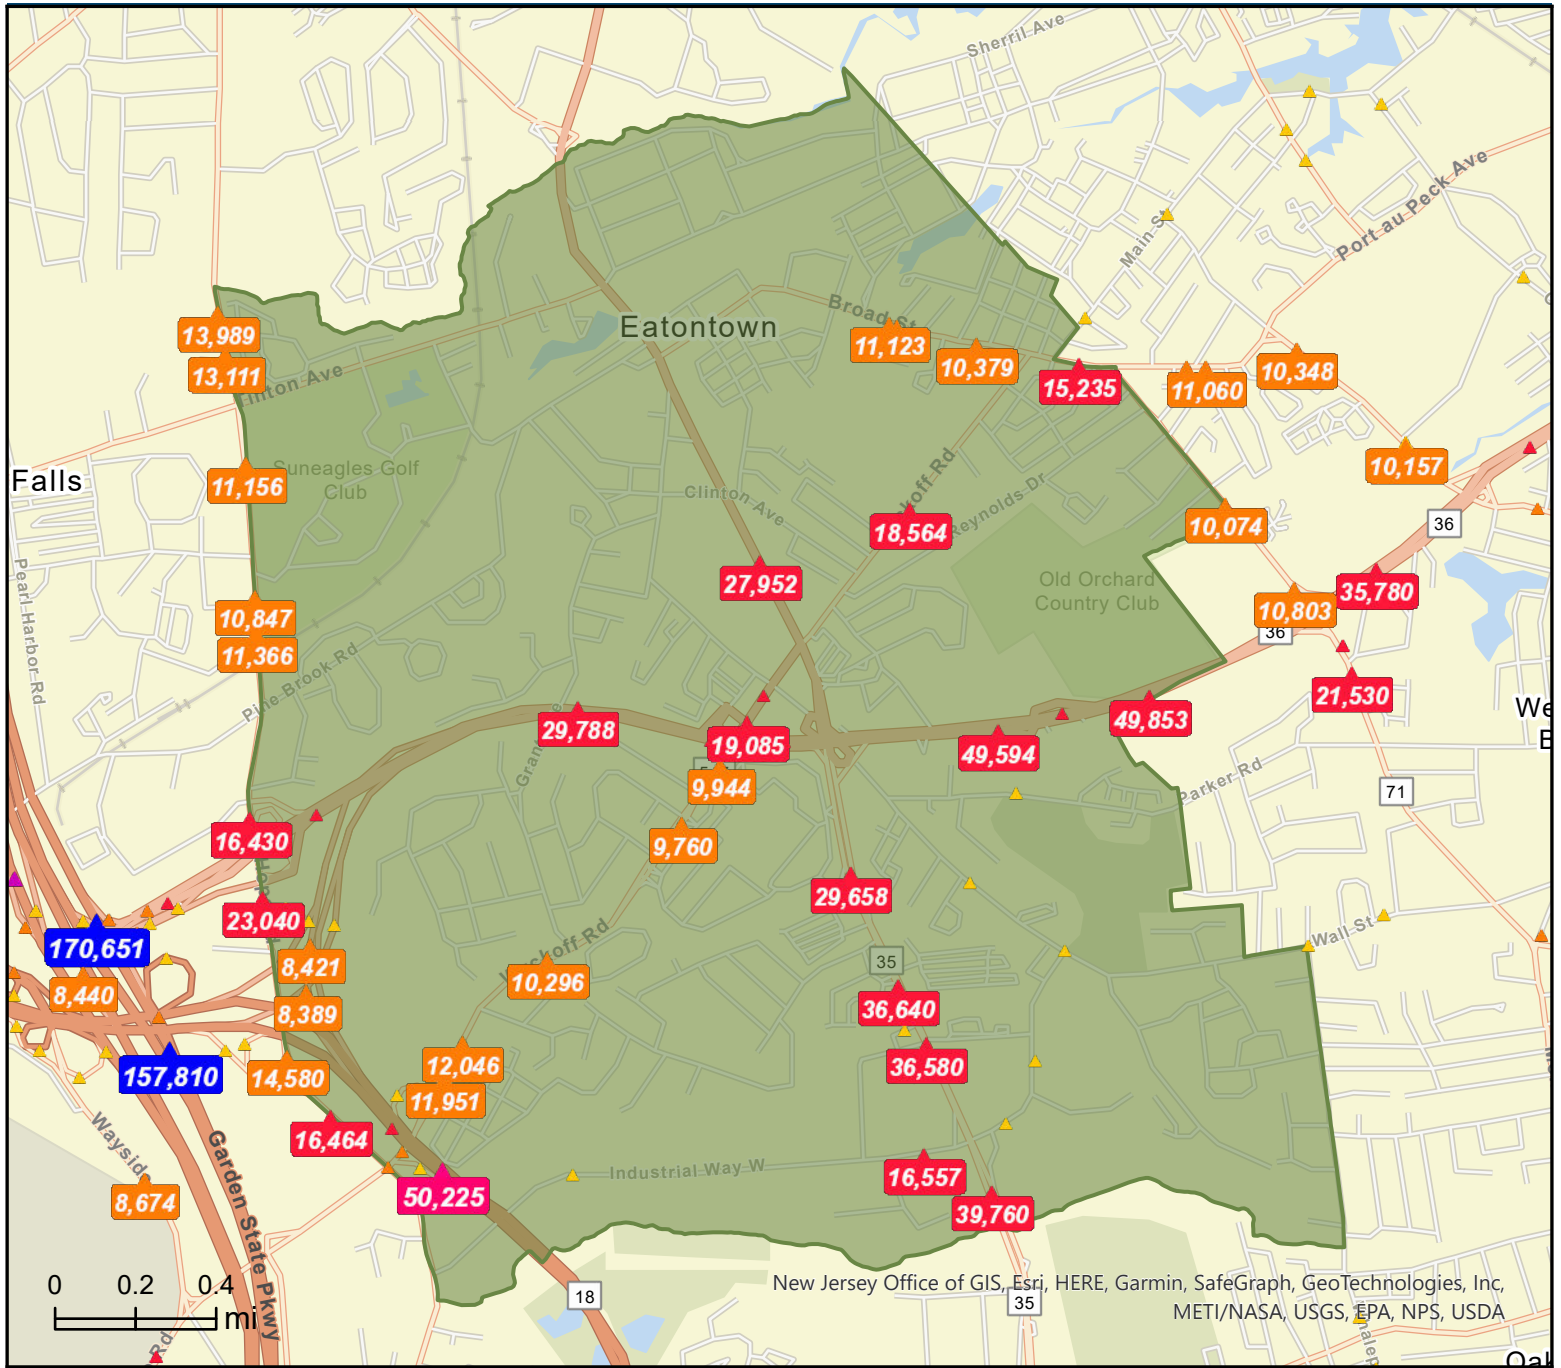 Sherril Ave
Port au Peck Ave
Main St
Eatontown
Broad St
13,989
11,123
10,379
13,111
15,235
11,060
10,348
10,157
Falls
Suneagles Golf
Club
11,156
Clinton Ave
Reynolds Dr
18,564
10,074
36
27,952
Old Orchard
Country Club
35,780
10,847
10,803
36
11,366
Pearl Harbor Rd
Pine Brook Rd
21,530
29,788
19,085
49,594
49,853
9,944
Parker Rd
71
16,430
9,760
29,658
23,040
170,651
Wall St
8,421
10,296
35
8,440
8,389
36,640
12,046
36,580
157,810
14,580
11,951
16,464
Wayside
Industrial Way W
16,557
8,674
50,225
39,760
Garden State Pkwy
0 0.2 0.4
mi
18
35
New Jersey Office of GIS, Esri, HERE, Garmin, SafeGraph, GeoTechnologies, Inc,
METI/NASA, USGS, EPA, NPS, USDA
Rd